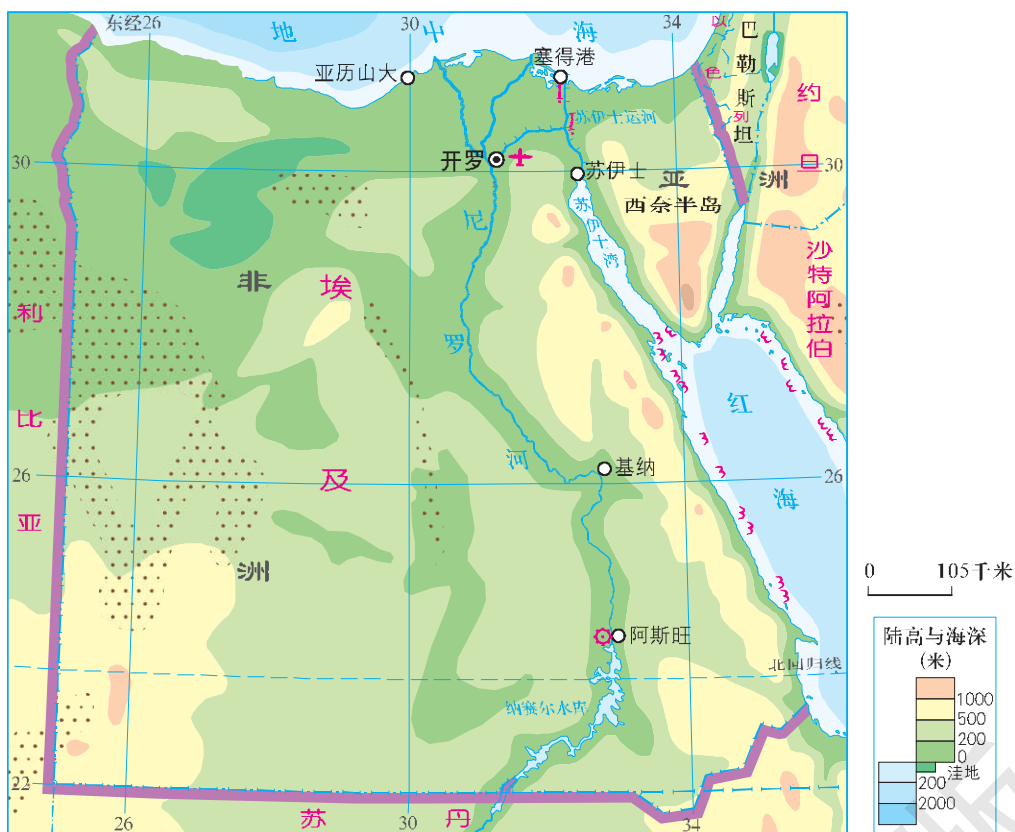 东经26
30
34
地中海
以色列
巴勒斯坦
约旦
亚历山大
塞得港
苏伊士运河
30
开罗
苏伊士
30
亚洲
西奈半岛
尼罗河
苏伊士湾
沙特阿拉伯
非洲
埃及
利比亚
红海
基纳
26
26
阿斯旺
北回归线
纳赛尔水库
22
26
苏丹
30
34
0
105千米
陆高与海深
(米)
1000
500
200
0
洼地
200
2000